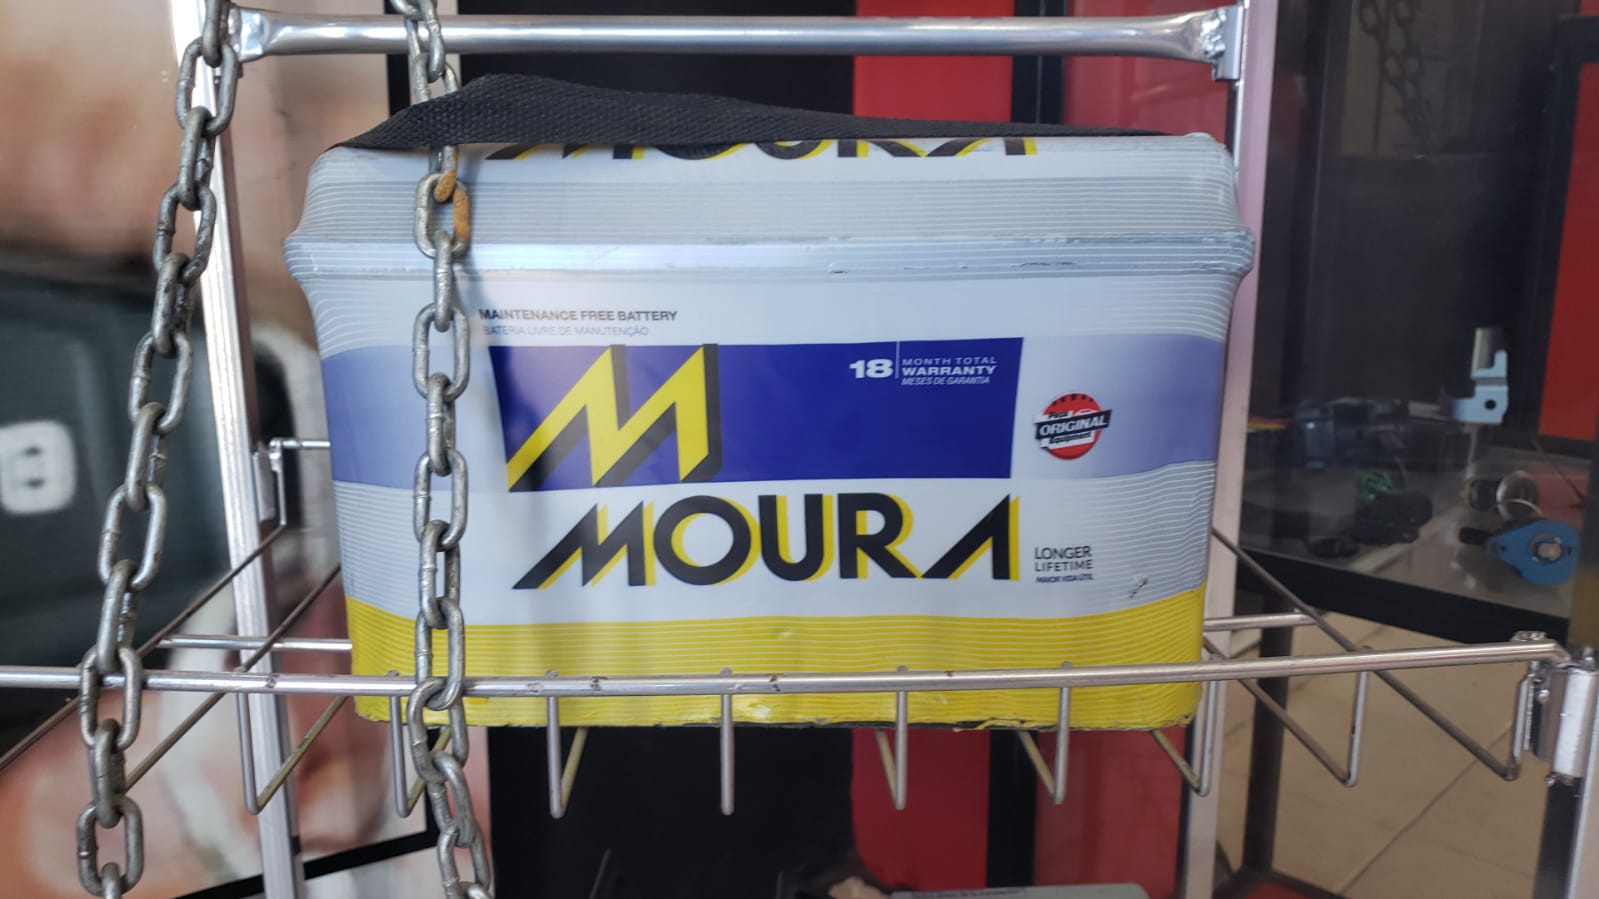 MOURA
MAINTENANCE FREE BATTERY
BATERIA LIVRE DE MANUTENÇÃO
18 MONTH TOTAL
WARRANTY
MESES DE GARANTIA
M
ORIGINAL
Equipment
MOURA
LONGER
LIFETIME
MAIOR VIDA ÚTIL